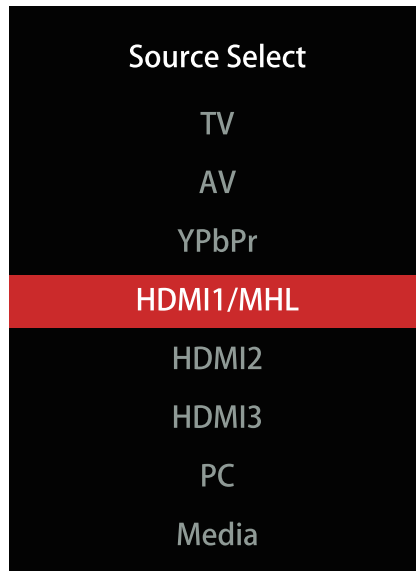 Source Select
TV
AV
YPbPr
HDMI1/MHL
HDMI2
HDMI3
PC
Media